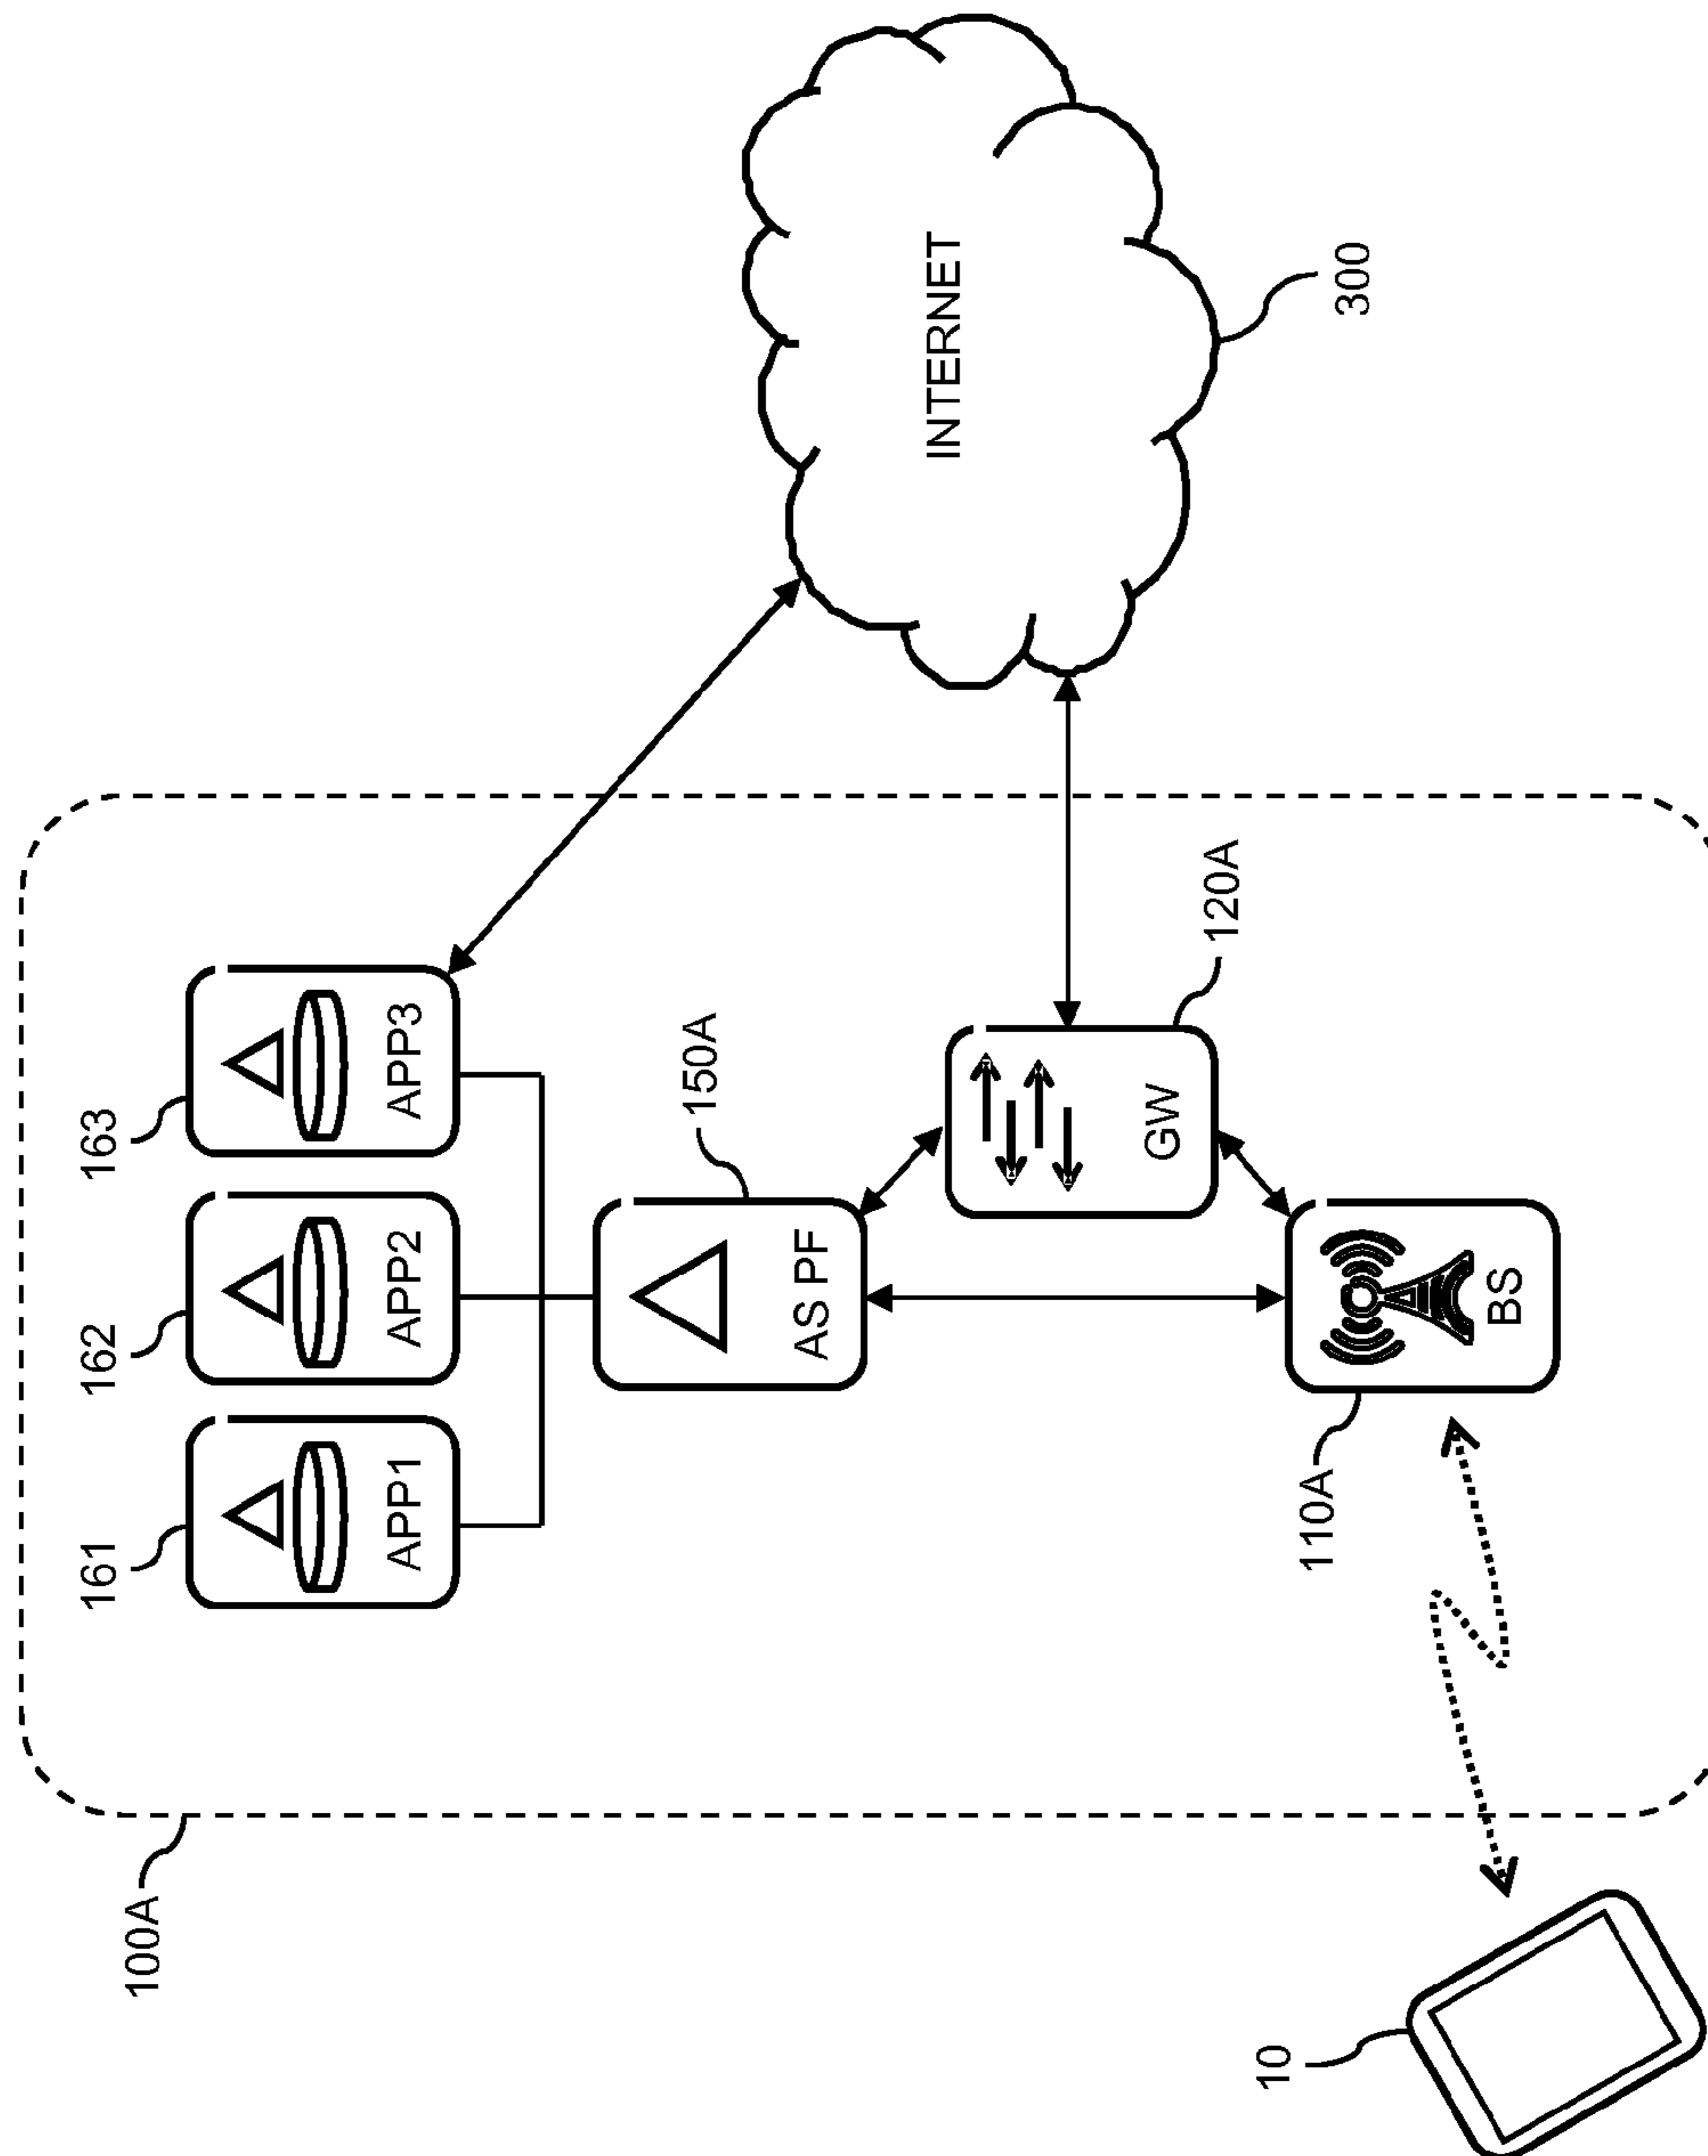 161 162 163
100A
APP1 APP2 APP3
150A
AS PF
INTERNET
GW
120A
10
110A
300
BS